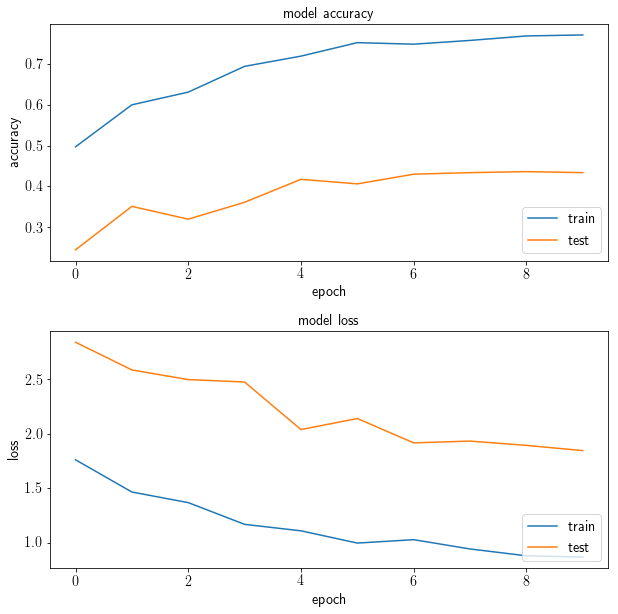 model accuracy
0.7
0.6
0.5
0.4
0.3
accuracy
train
test
0 2 4 6 8
epoch
model loss
2.5
2.0
1.5
1.0
loss
train
test
0 2 4 6 8
epoch